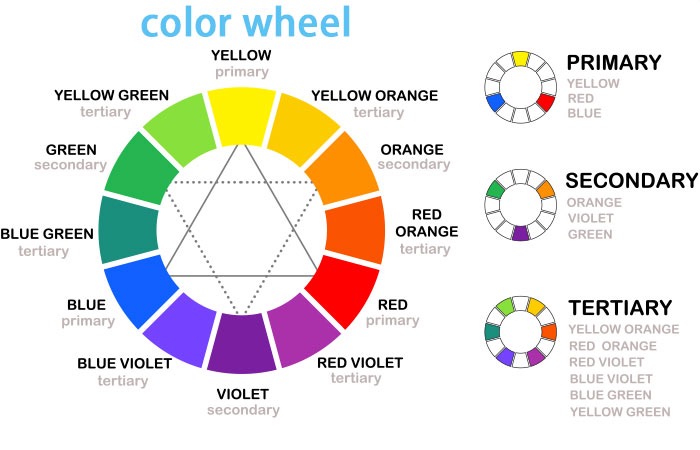 color wheel
YELLOW
primary
YELLOW ORANGE
tertiary
ORANGE
secondary
RED
ORANGE
tertiary
RED
primary
RED VIOLET
tertiary
VIOLET
secondary
BLUE VIOLET
tertiary
BLUE
primary
BLUE GREEN
tertiary
GREEN
secondary
YELLOW GREEN
tertiary
PRIMARY
YELLOW
RED
BLUE
SECONDARY
ORANGE
VIOLET
GREEN
TERTIARY
YELLOW ORANGE
RED ORANGE
RED VIOLET
BLUE VIOLET
BLUE GREEN
YELLOW GREEN